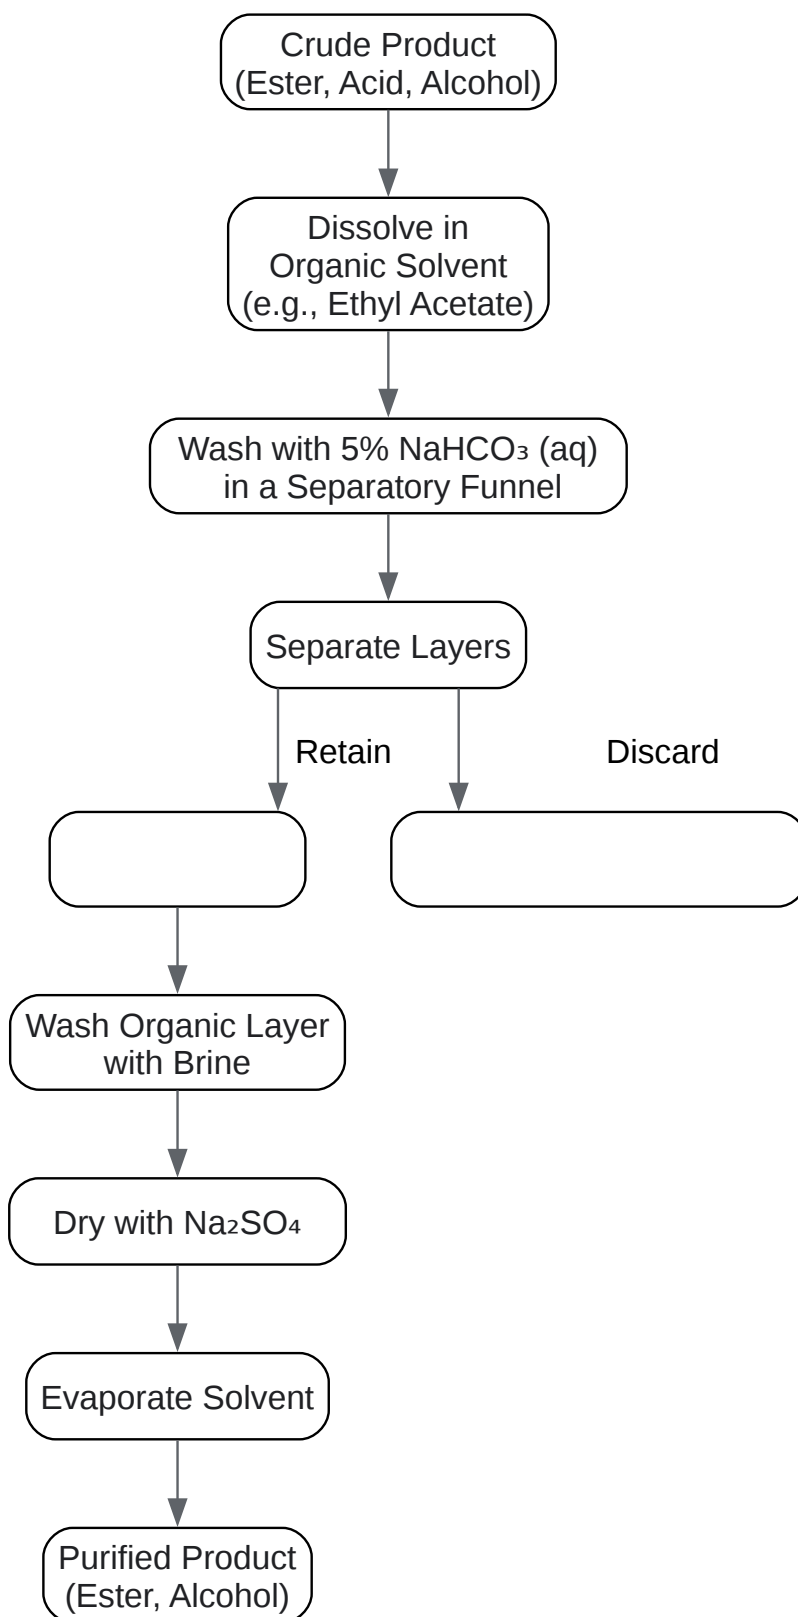 Crude Product
(Ester, Acid, Alcohol)
Dissolve in
Organic Solvent
(e.g., Ethyl Acetate)
Wash with 5% NaHCO₃ (aq)
in a Separatory Funnel
Separate Layers
Retain
Discard
Wash Organic Layer
with Brine
Dry with Na₂SO₄
Evaporate Solvent
Purified Product
(Ester, Alcohol)